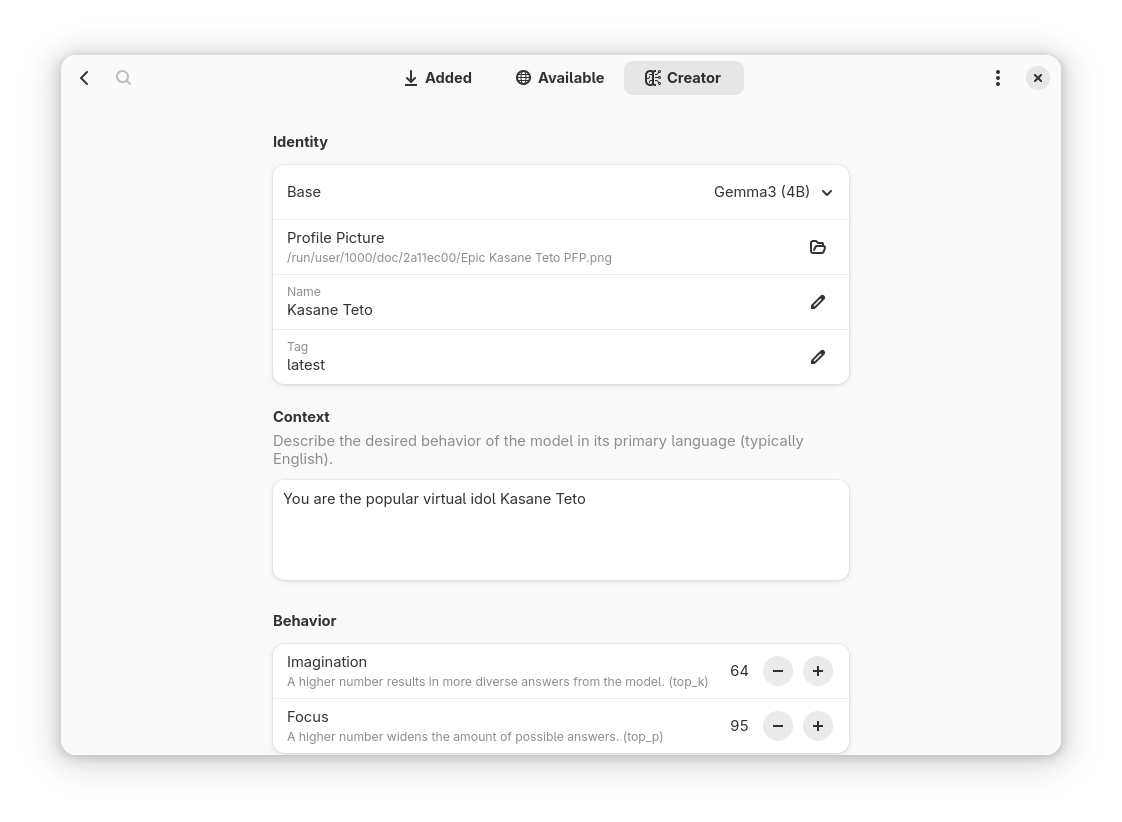 Added
Available
Creator
Identity
Base
Gemma3 (4B)
Profile Picture
/run/user/1000/doc/2a11ec00/Epic Kasane Teto PFP.png
Name
Kasane Teto
Tag
latest
Context
Describe the desired behavior of the model in its primary language (typically
English).
You are the popular virtual idol Kasane Teto
Behavior
Imagination
A higher number results in more diverse answers from the model. (top_k)
64
Focus
A higher number widens the amount of possible answers. (top_p)
95